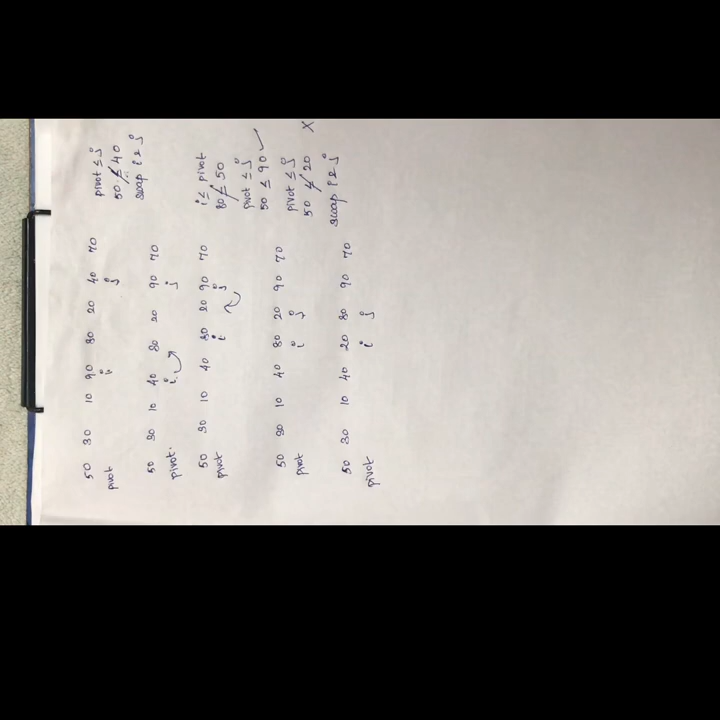 50 30 10 90 80 20 40 70 pivot ≤ j
pivot i j 50 ≰ 40
swap i & j
50 30 10 40 80 20 90 70
pivot. i j
50 30 10 40 80 20 90 70 i ≤ pivot
pivot i j 80 ≰ 50
pivot ≤ j
50 ≤ 90 ✓
50 30 10 40 80 20 90 70 pivot ≤ j
pivot i j 50 ≰ 20 X
swap i & j
50 30 10 40 20 80 90 70
pivot i j